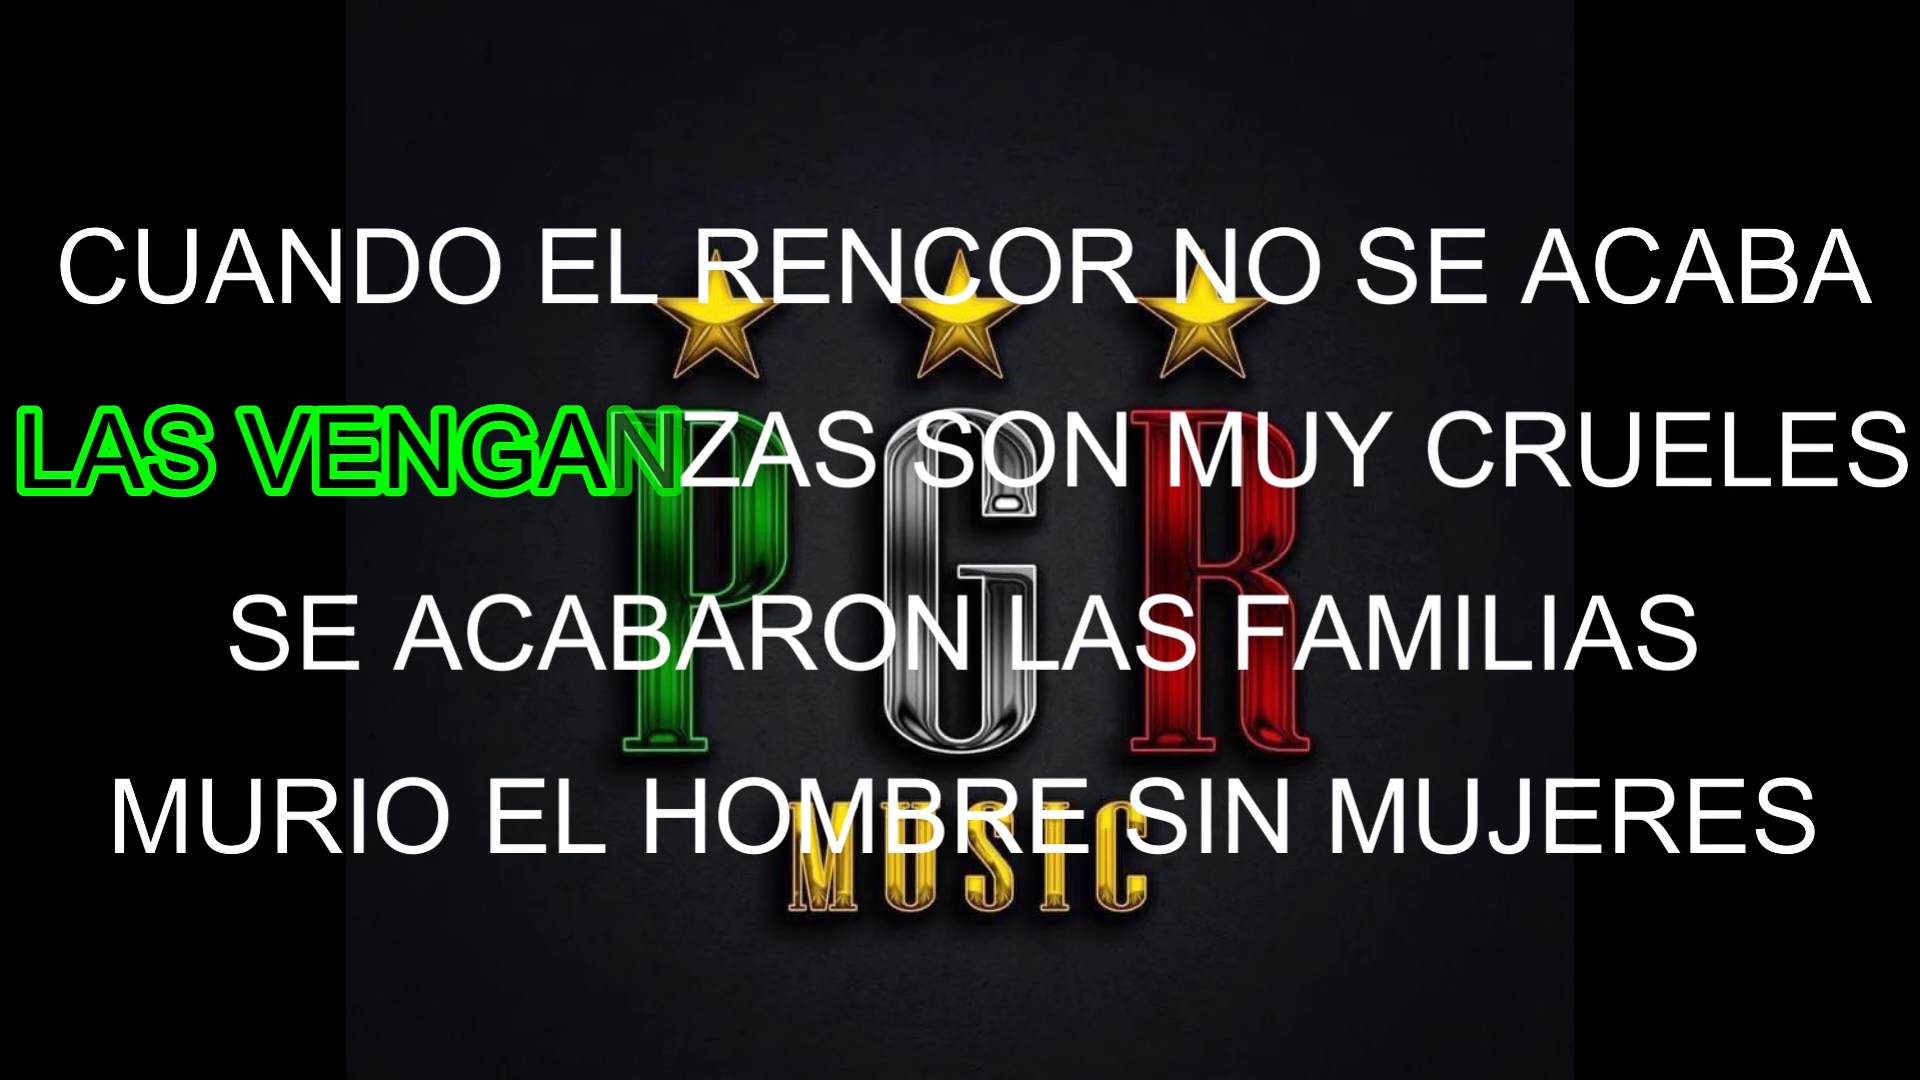 CUANDO EL RENCOR NO SE ACABA
LAS VENGANZAS SON MUY CRUELES
SE ACABARON LAS FAMILIAS
MURIO EL HOMBRE SIN MUJERES
PGR
MUSIC